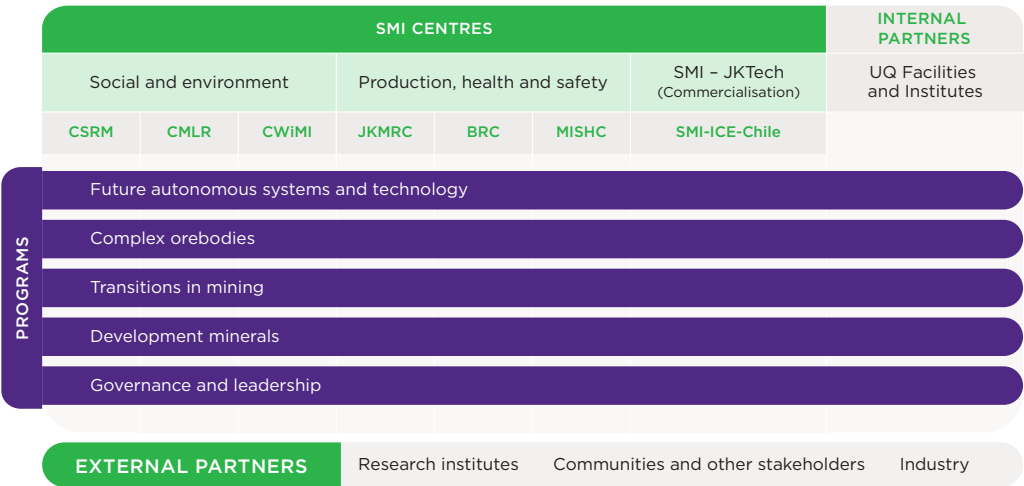 SMI CENTRES
INTERNAL
PARTNERS
Social and environment
Production, health and safety
SMI – JKTech
(Commercialisation)
UQ Facilities
and Institutes
CSRM
CMLR
CWiMI
JKMRC
BRC
MISHC
SMI-ICE-Chile
PROGRAMS
Future autonomous systems and technology
Complex orebodies
Transitions in mining
Development minerals
Governance and leadership
EXTERNAL PARTNERS
Research institutes
Communities and other stakeholders
Industry